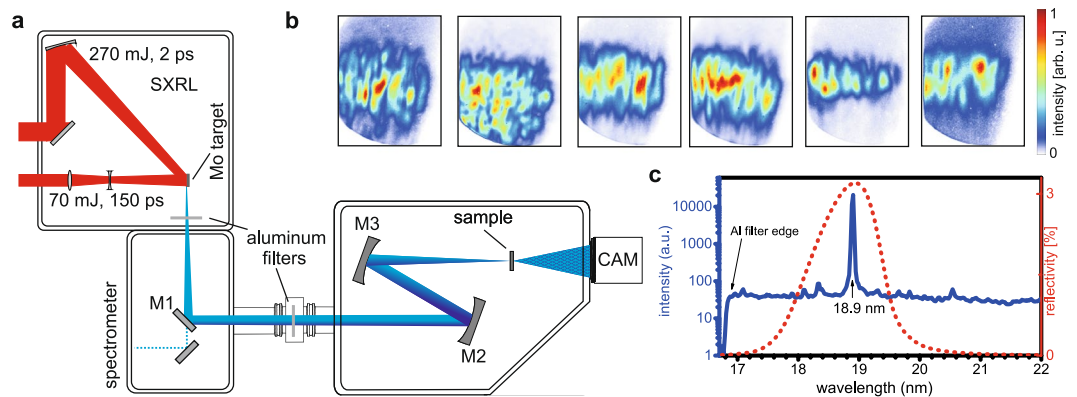 a
270 mJ, 2 ps
SXRL
Mo target
70 mJ, 150 ps
aluminum
filters
spectrometer
M1
M3
M2
sample
CAM
b
1
0
intensity [arb. u.]
c
10000
1000
100
10
1
intensity (a.u.)
Al filter edge
18.9 nm
3
0
reflectivity [%]
17 18 19 20 21 22
wavelength (nm)